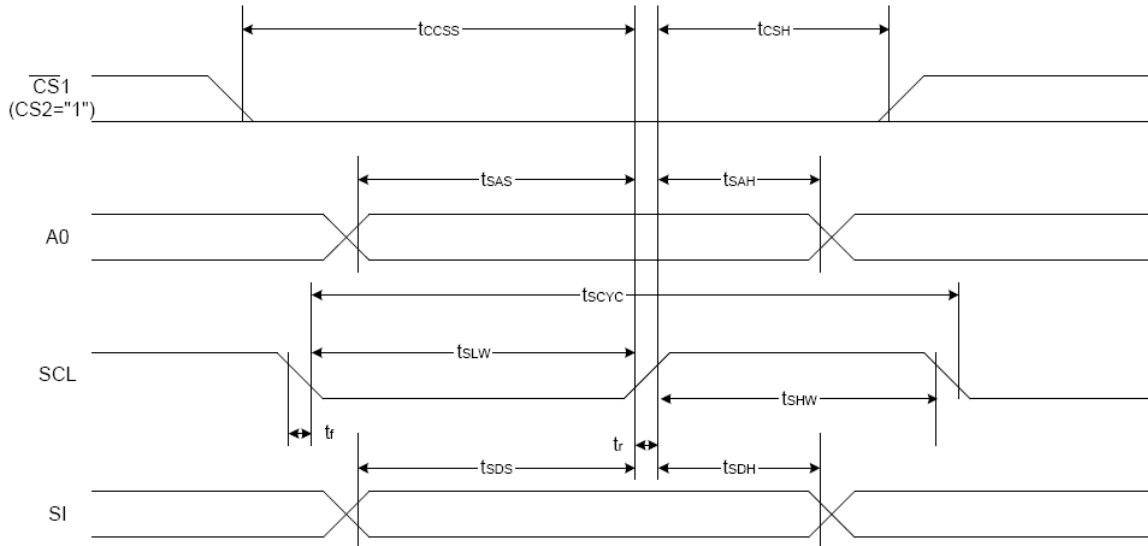 tCCSS
tCSH
CS1
(CS2="1")
tSAS
tSAH
A0
tSCYC
tSLW
SCL
tSHW
tf
tr
tSDS
tSDH
SI